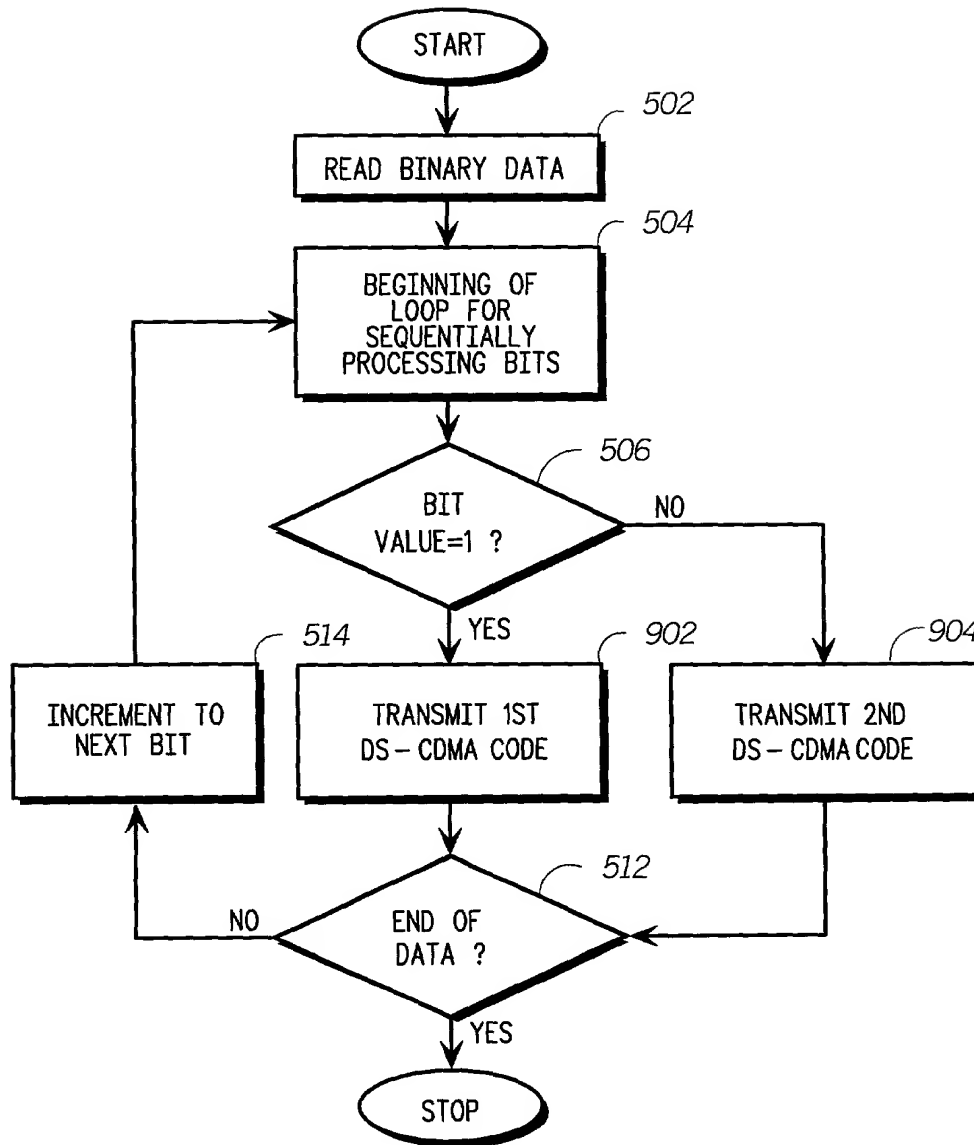 START
502
READ BINARY DATA
504
BEGINNING OF
LOOP FOR
SEQUENTIALLY
PROCESSING BITS
506
BIT
VALUE=1 ?
NO
YES
514
INCREMENT TO
NEXT BIT
902
TRANSMIT 1ST
DS-CDMA CODE
904
TRANSMIT 2ND
DS-CDMA CODE
512
END OF
DATA ?
NO
YES
STOP